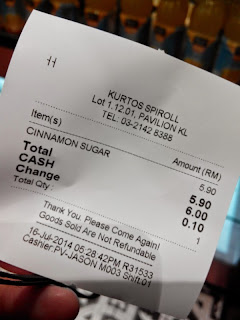 KURTOS SPIROLL
Lot 1.12.01, PAVILION KL
TEL: 03-2142 8388
Item(s) Amount (RM)
CINNAMON SUGAR 5.90
Total 5.90
CASH 6.00
Change 0.10
Total Qty : 1
Thank You. Please Come Again!
Goods Sold Are Not Refundable
16-Jul-2014 05:28:42PM R31533
Cashier:PV-JASON M003 Shift:01